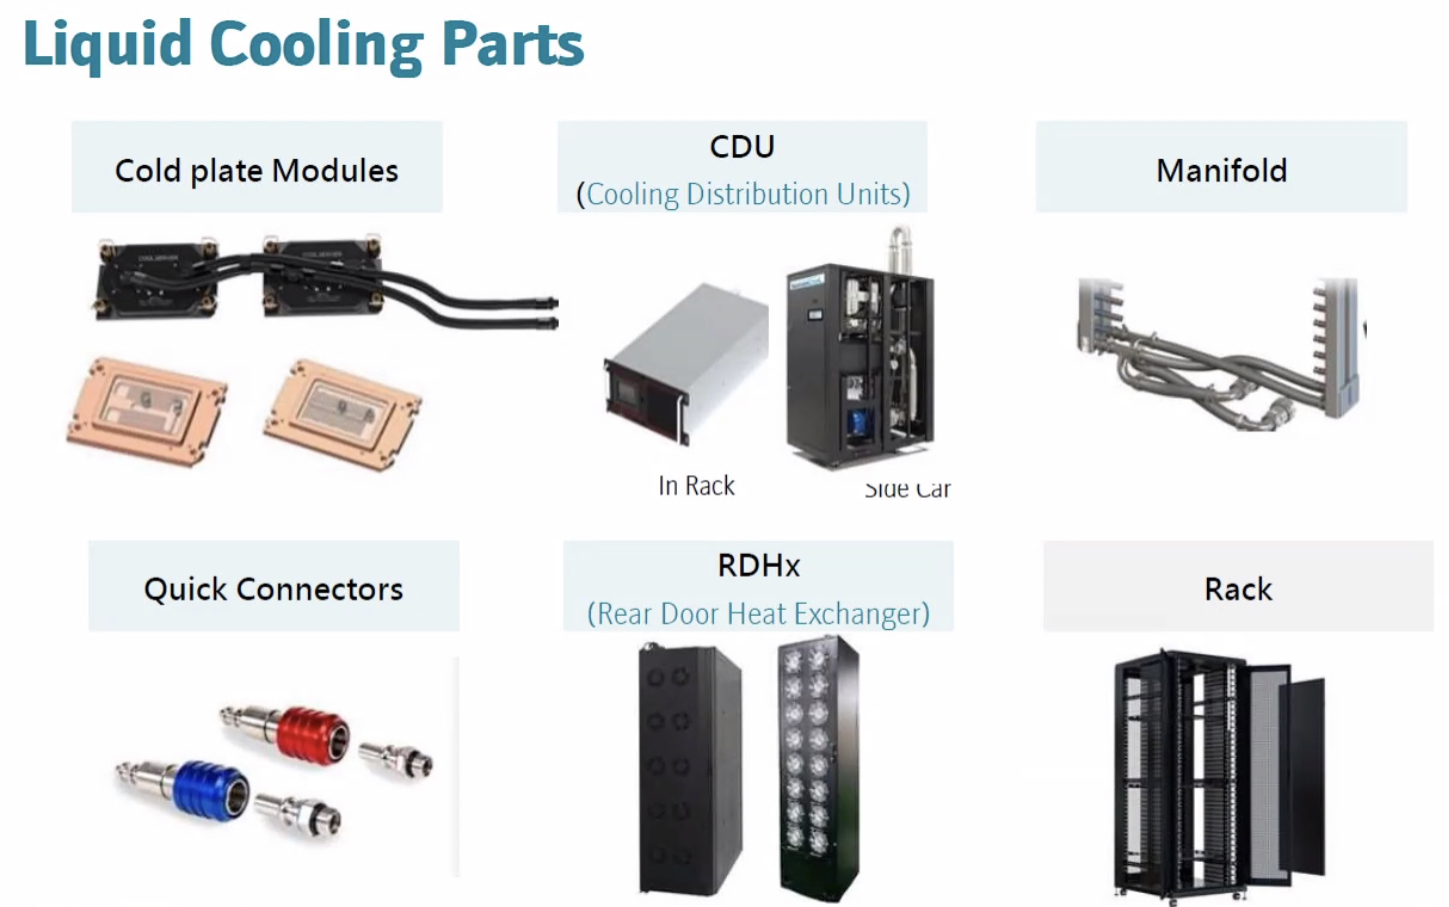 Liquid Cooling Parts
Cold plate Modules
CDU
(Cooling Distribution Units)
Manifold
In Rack
Side Car
Quick Connectors
RDHx
(Rear Door Heat Exchanger)
Rack